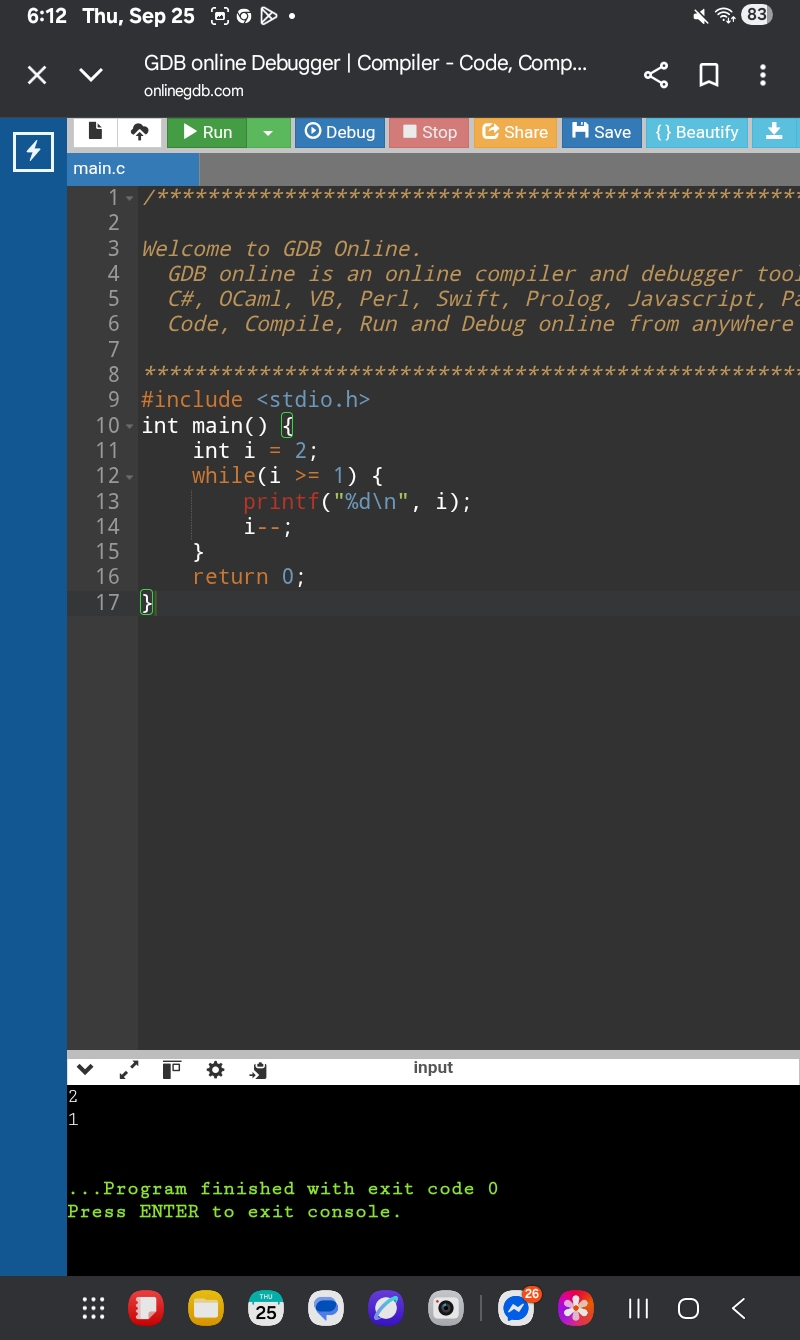 6:12 Thu, Sep 25
83
GDB online Debugger | Compiler - Code, Comp...
onlinegdb.com
Run Debug Stop Share Save {} Beautify
main.c
1 /***************************************************
2
3 Welcome to GDB Online.
4   GDB online is an online compiler and debugger tool
5   C#, OCaml, VB, Perl, Swift, Prolog, Javascript, Pa
6   Code, Compile, Run and Debug online from anywhere
7
8 ****************************************************
9 #include <stdio.h>
10 int main() {
11     int i = 2;
12     while(i >= 1) {
13         printf("%d\n", i);
14         i--;
15     }
16     return 0;
17 }
input
2
1
...Program finished with exit code 0
Press ENTER to exit console.
THU
25
26